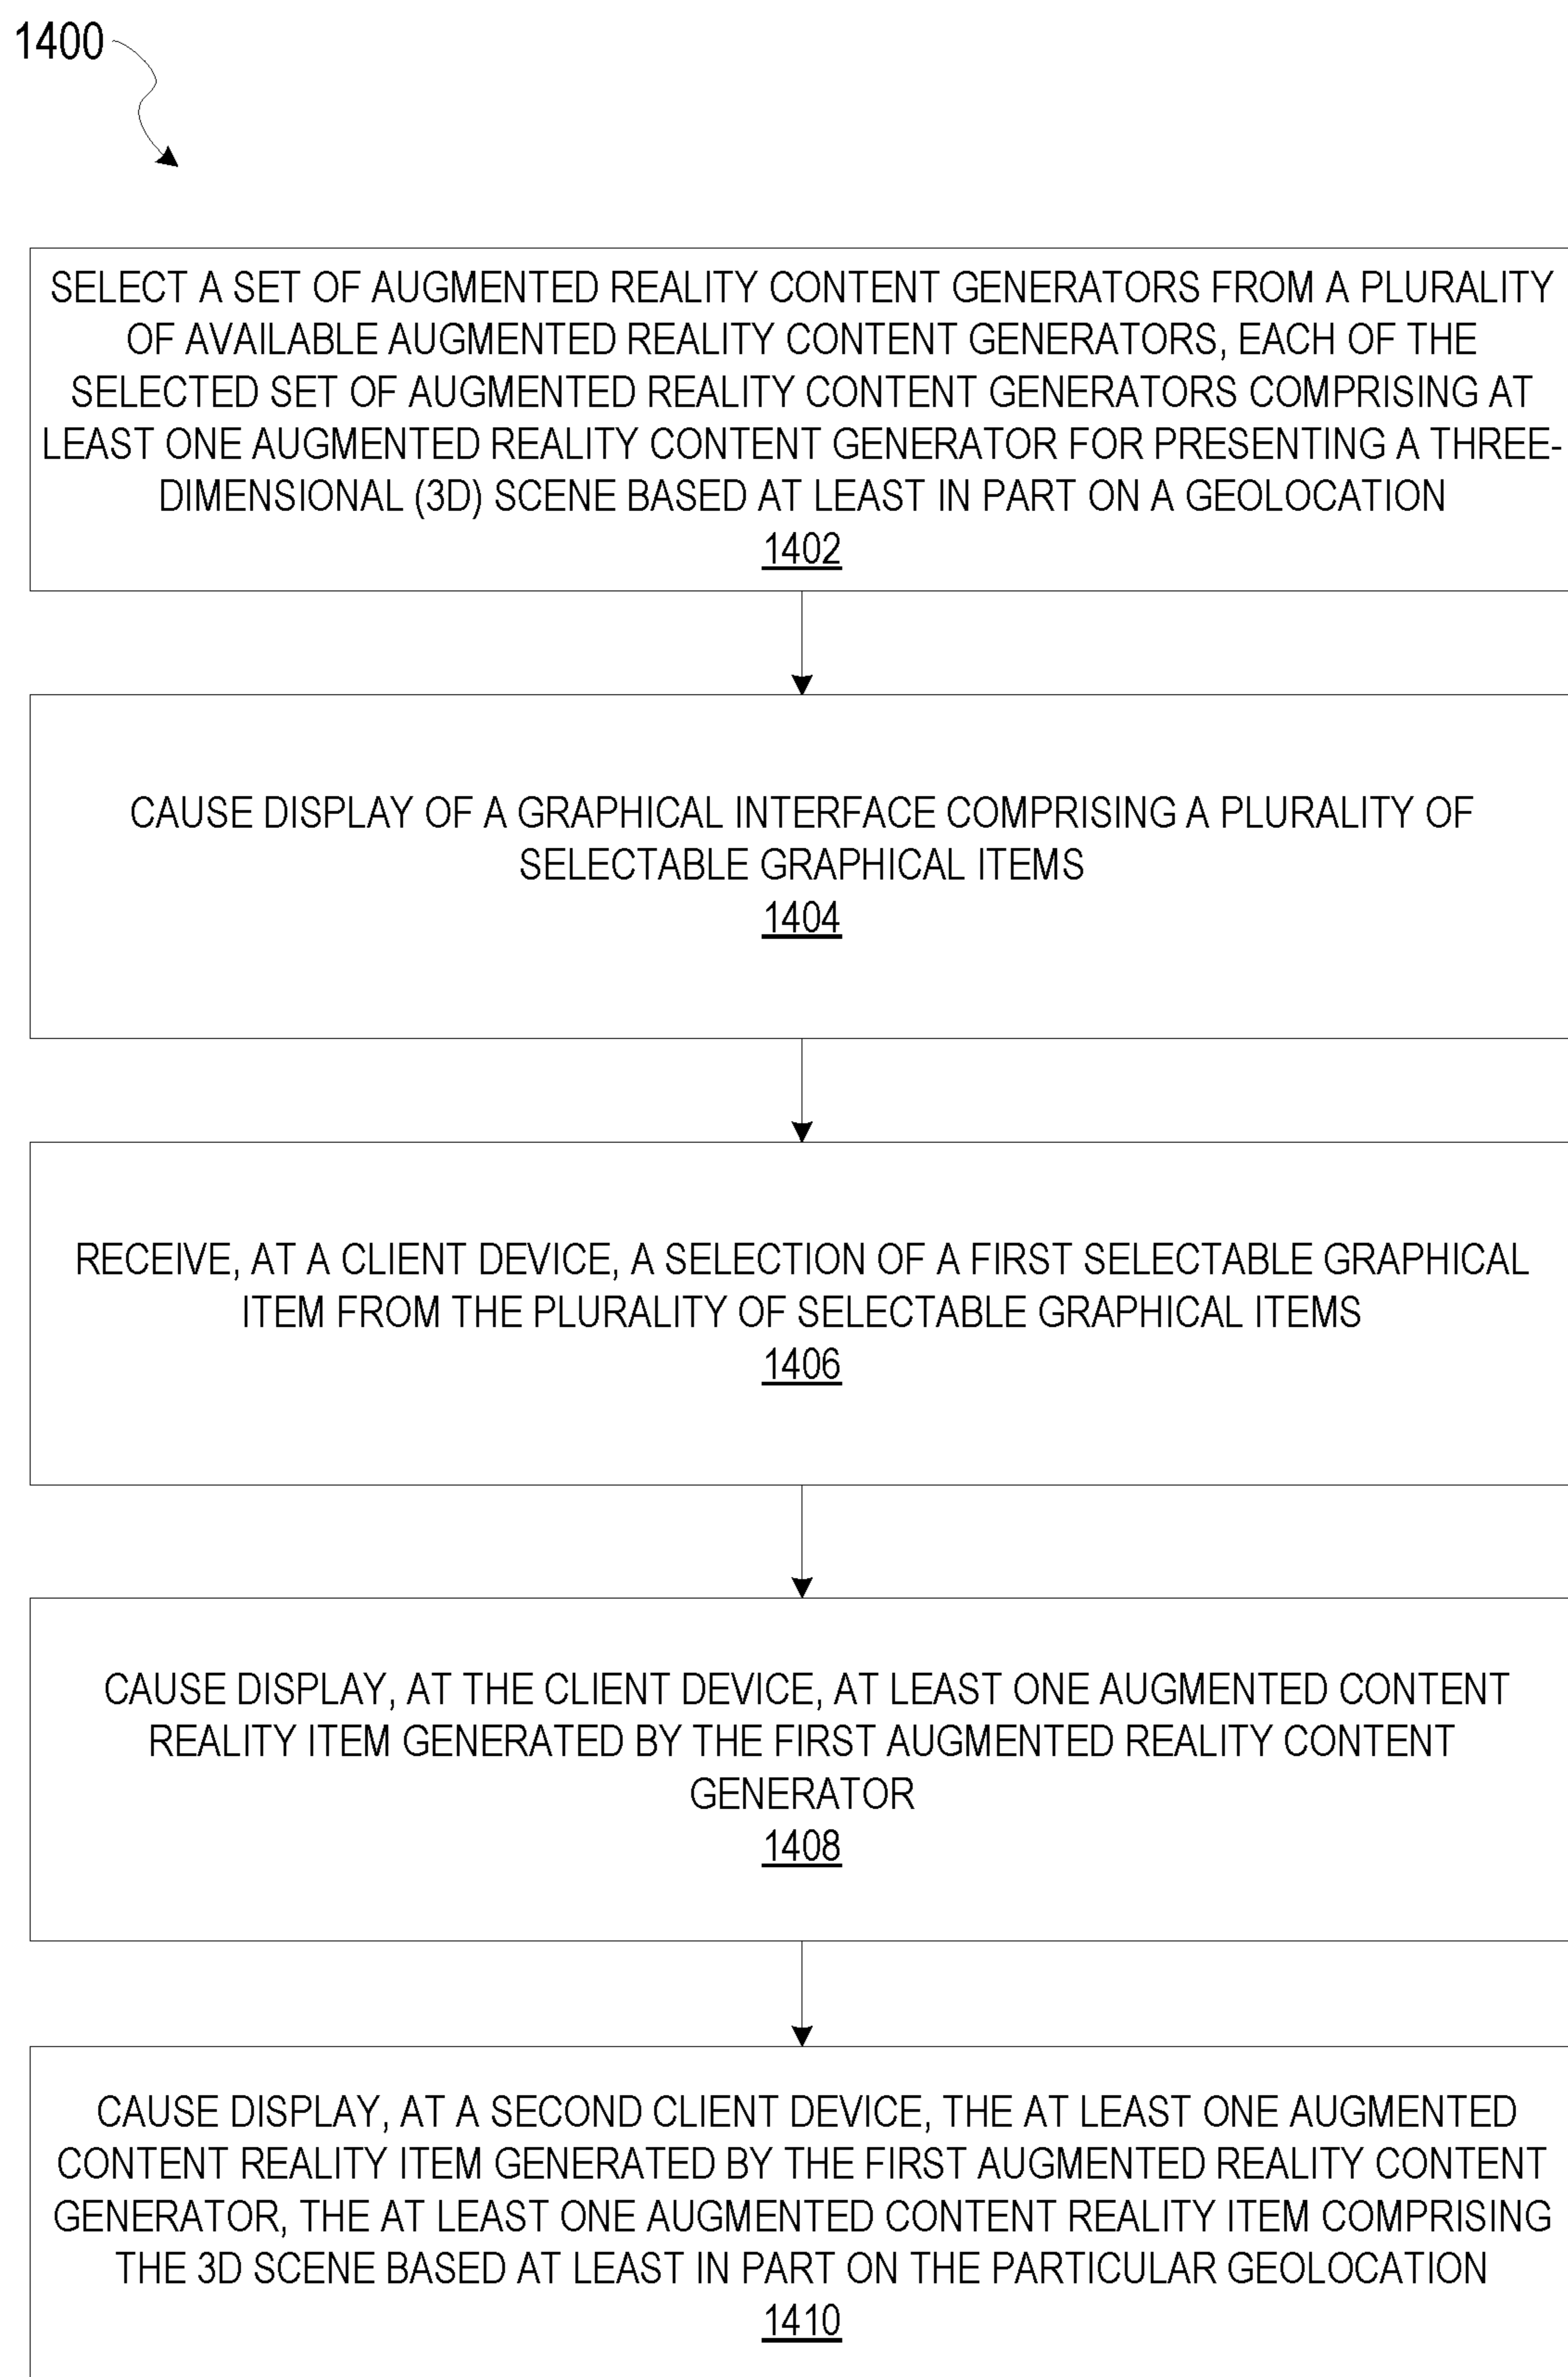 1400
SELECT A SET OF AUGMENTED REALITY CONTENT GENERATORS FROM A PLURALITY
OF AVAILABLE AUGMENTED REALITY CONTENT GENERATORS, EACH OF THE
SELECTED SET OF AUGMENTED REALITY CONTENT GENERATORS COMPRISING AT
LEAST ONE AUGMENTED REALITY CONTENT GENERATOR FOR PRESENTING A THREE-
DIMENSIONAL (3D) SCENE BASED AT LEAST IN PART ON A GEOLOCATION
1402
CAUSE DISPLAY OF A GRAPHICAL INTERFACE COMPRISING A PLURALITY OF
SELECTABLE GRAPHICAL ITEMS
1404
RECEIVE, AT A CLIENT DEVICE, A SELECTION OF A FIRST SELECTABLE GRAPHICAL
ITEM FROM THE PLURALITY OF SELECTABLE GRAPHICAL ITEMS
1406
CAUSE DISPLAY, AT THE CLIENT DEVICE, AT LEAST ONE AUGMENTED CONTENT
REALITY ITEM GENERATED BY THE FIRST AUGMENTED REALITY CONTENT
GENERATOR
1408
CAUSE DISPLAY, AT A SECOND CLIENT DEVICE, THE AT LEAST ONE AUGMENTED
CONTENT REALITY ITEM GENERATED BY THE FIRST AUGMENTED REALITY CONTENT
GENERATOR, THE AT LEAST ONE AUGMENTED CONTENT REALITY ITEM COMPRISING
THE 3D SCENE BASED AT LEAST IN PART ON THE PARTICULAR GEOLOCATION
1410